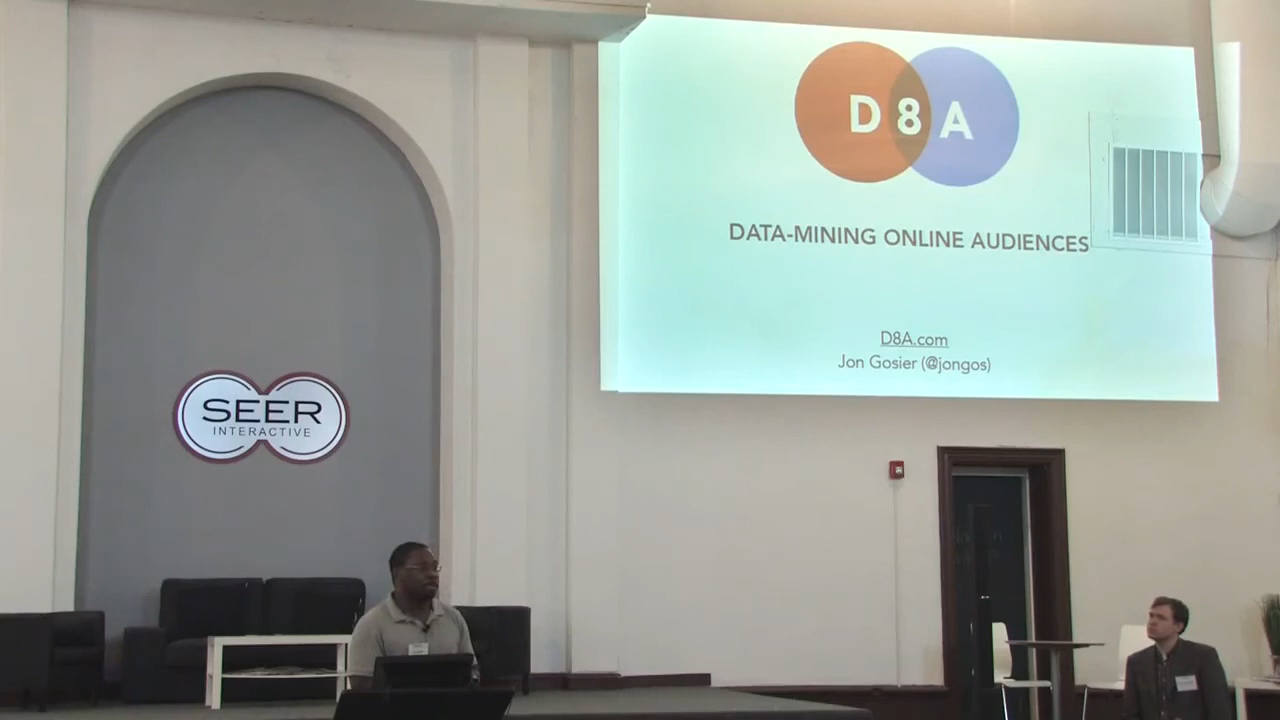 D8A
DATA-MINING ONLINE AUDIENCES
D8A.com
Jon Gosier (@jongos)
SEER
INTERACTIVE